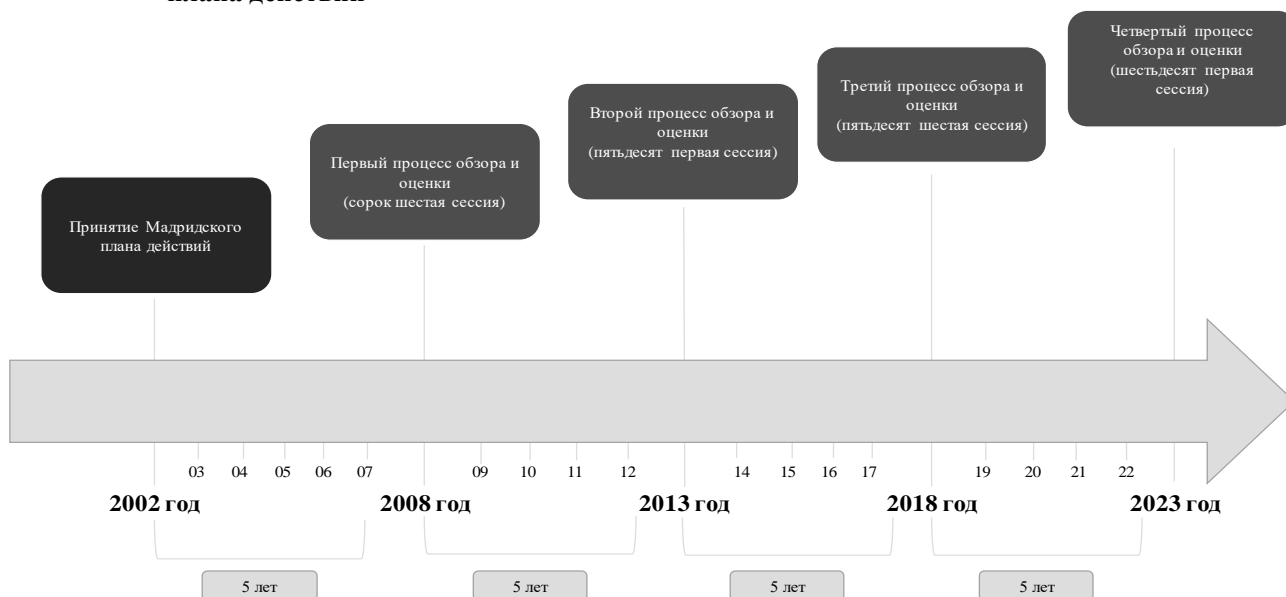 плана действий
Принятие Мадридского
плана действий
Первый процесс обзора и
оценки
(сорок шестая сессия)
Второй процесс обзора и
оценки
(пятьдесят первая сессия)
Третий процесс обзора и
оценки
(пятьдесят шестая сессия)
Четвертый процесс
обзора и оценки
(шестьдесят первая
сессия)
03 04 05 06 07 09 10 11 12 14 15 16 17 19 20 21 22
2002 год 2008 год 2013 год 2018 год 2023 год
5 лет 5 лет 5 лет 5 лет